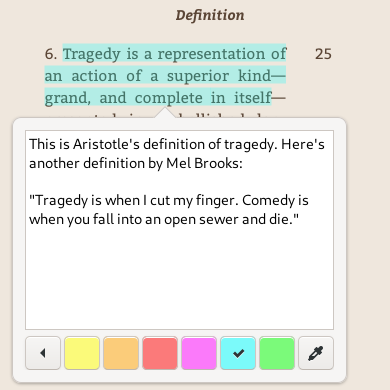 Definition
6. Tragedy is a representation of 25
an action of a superior kind—
grand, and complete in itself—
This is Aristotle's definition of tragedy. Here's
another definition by Mel Brooks:
"Tragedy is when I cut my finger. Comedy is
when you fall into an open sewer and die."